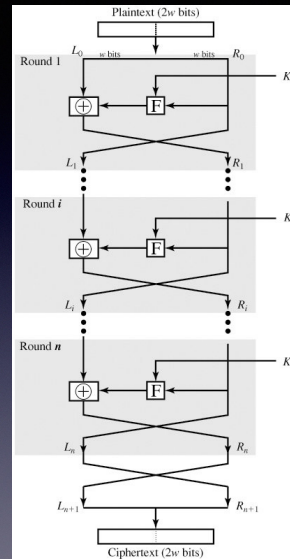 Plaintext (2w bits)
Round 1
L0 w bits w bits R0
K
⊕ F
L1 R1
Round i
K
⊕ F
Li Ri
Round n
K
⊕ F
Ln Rn
Ln+1 Rn+1
Ciphertext (2w bits)